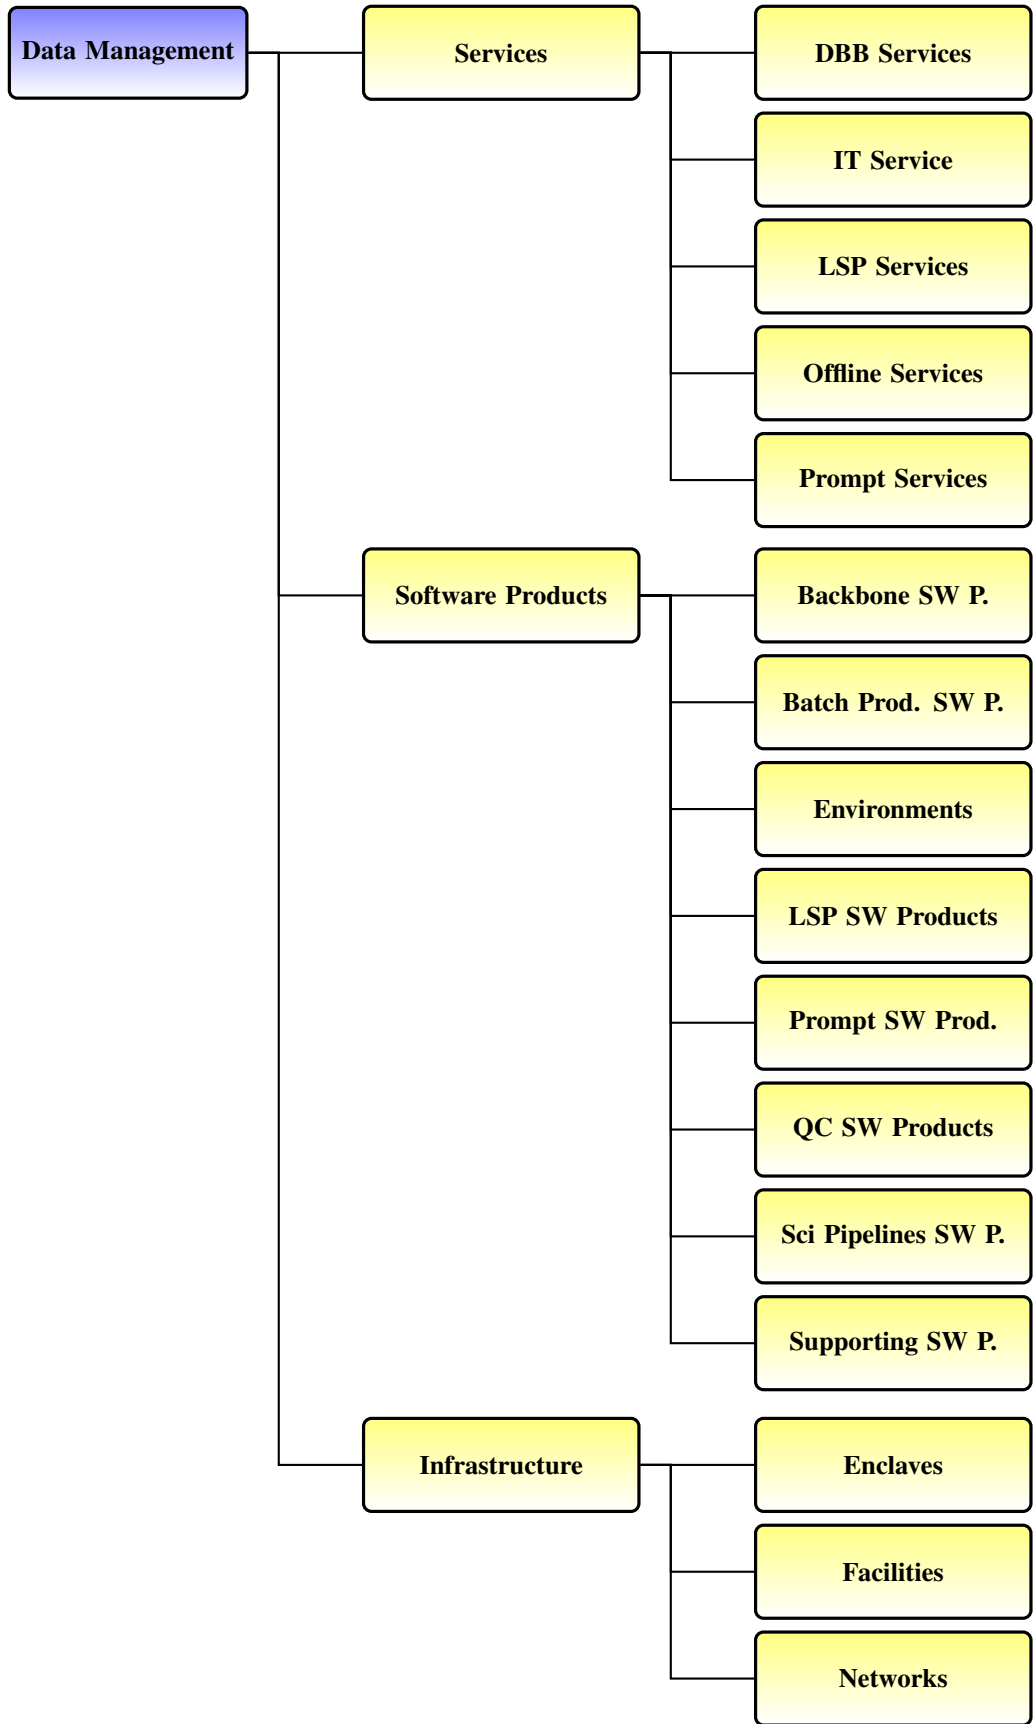 Data Management
Services
DBB Services
IT Service
LSP Services
Offline Services
Prompt Services
Software Products
Backbone SW P.
Batch Prod. SW P.
Environments
LSP SW Products
Prompt SW Prod.
QC SW Products
Sci Pipelines SW P.
Supporting SW P.
Infrastructure
Enclaves
Facilities
Networks